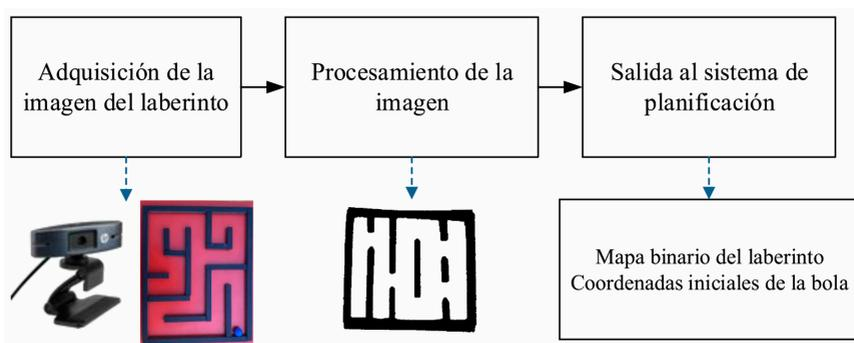 Adquisición de la
imagen del laberinto
Procesamiento de la
imagen
Salida al sistema de
planificación
Mapa binario del laberinto
Coordenadas iniciales de la bola